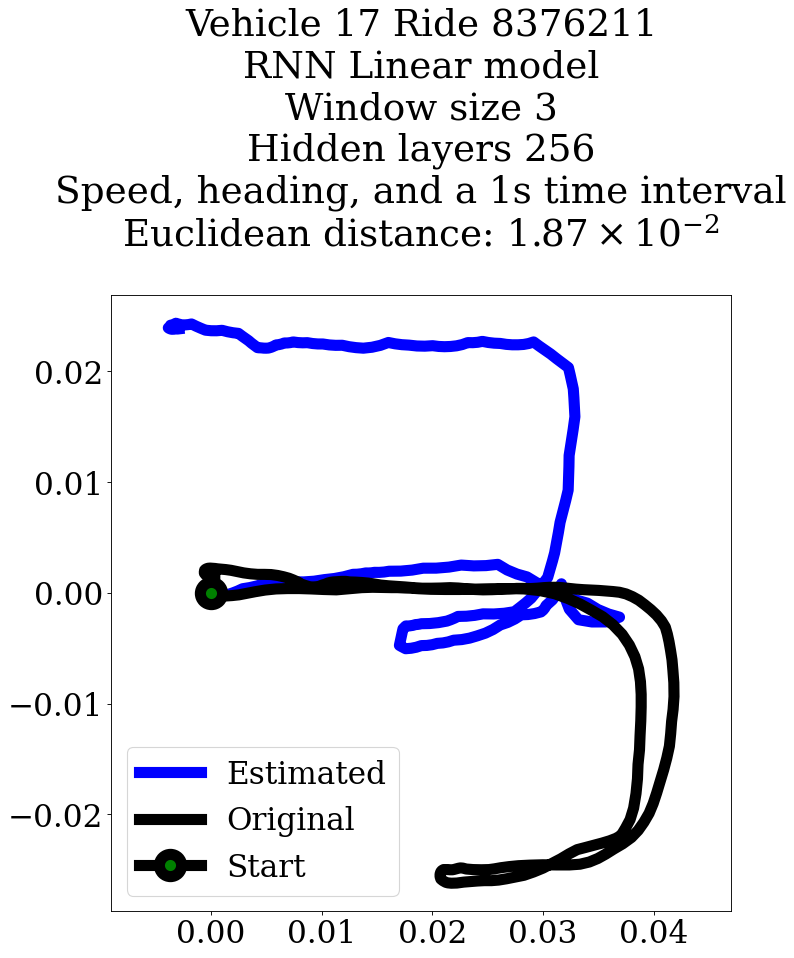 Vehicle 17 Ride 8376211
RNN Linear model
Window size 3
Hidden layers 256
Speed, heading, and a 1s time interval
Euclidean distance: 1.87 × 10⁻²
0.02
0.01
0.00
−0.01
−0.02
Estimated
Original
Start
0.00 0.01 0.02 0.03 0.04